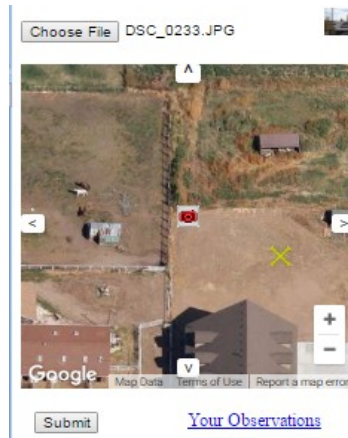 Choose File DSC_0233.JPG
^
< >
+
−
v
Google Map Data Terms of Use Report a map error
Submit Your Observations